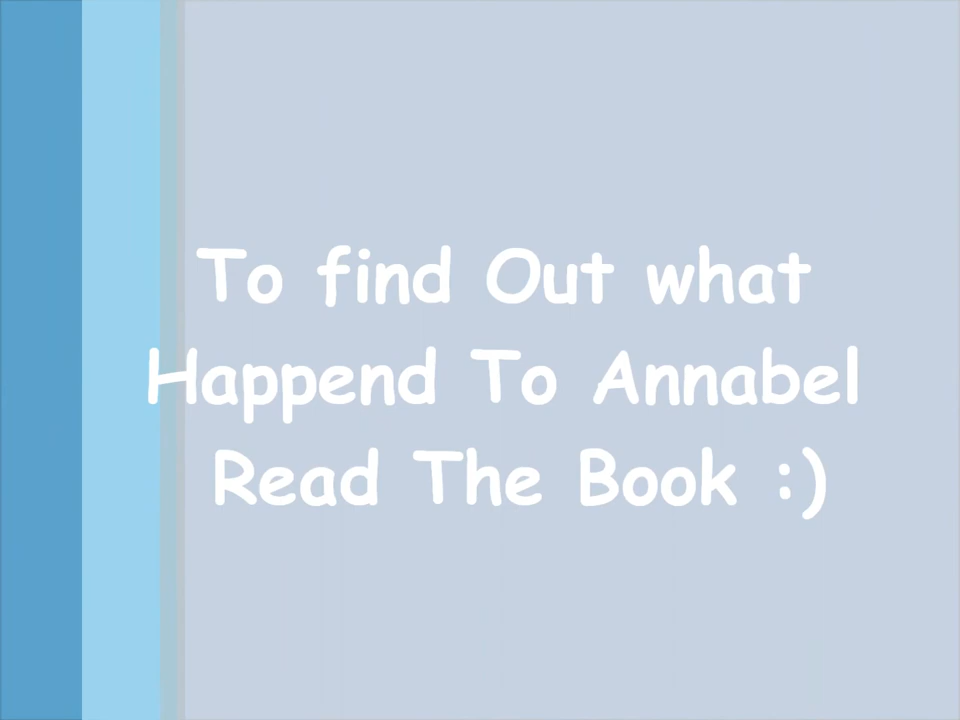 To find Out what
Happend To Annabel
Read The Book :)